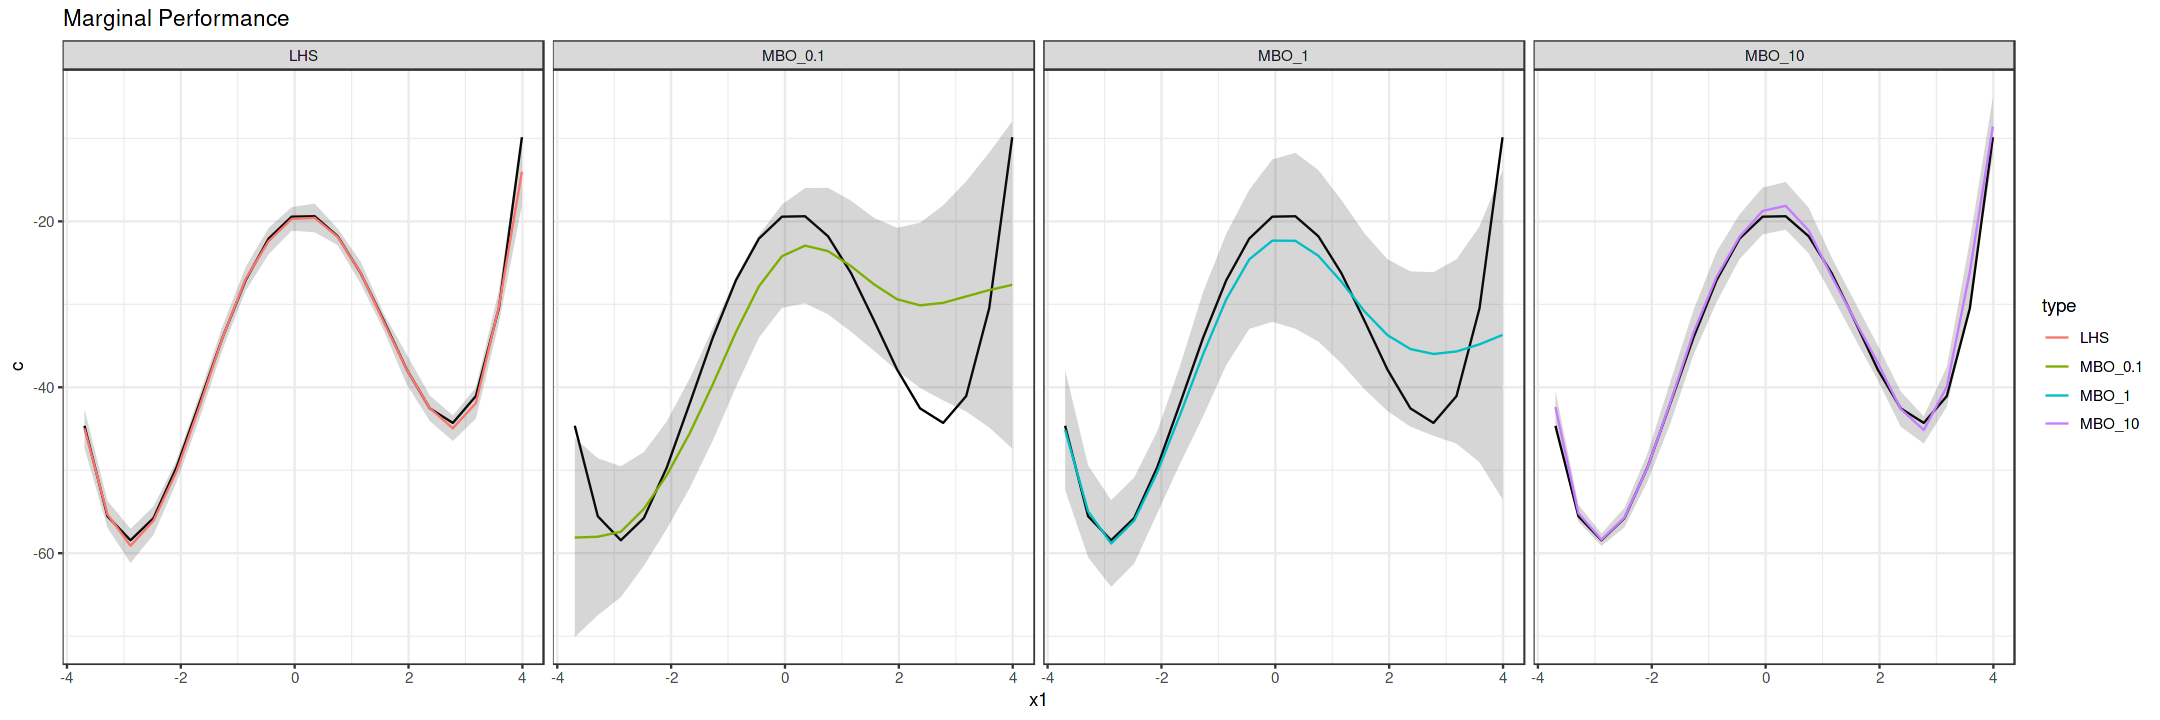 Marginal Performance
LHS MBO_0.1 MBO_1 MBO_10
c
-20
-40
-60
-4 -2 0 2 4 -4 -2 0 2 4 -4 -2 0 2 4 -4 -2 0 2 4
x1
type
LHS
MBO_0.1
MBO_1
MBO_10